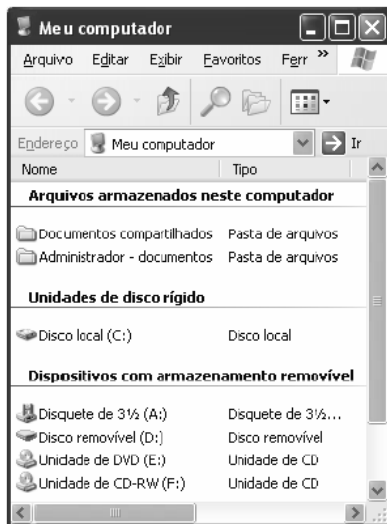 Meu computador
Arquivo Editar Exibir Favoritos Ferr »
Endereço Meu computador Ir
Nome Tipo
Arquivos armazenados neste computador
Documentos compartilhados Pasta de arquivos
Administrador - documentos Pasta de arquivos
Unidades de disco rígido
Disco local (C:) Disco local
Dispositivos com armazenamento removível
Disquete de 3½ (A:) Disquete de 3½...
Disco removível (D:) Disco removível
Unidade de DVD (E:) Unidade de CD
Unidade de CD-RW (F:) Unidade de CD